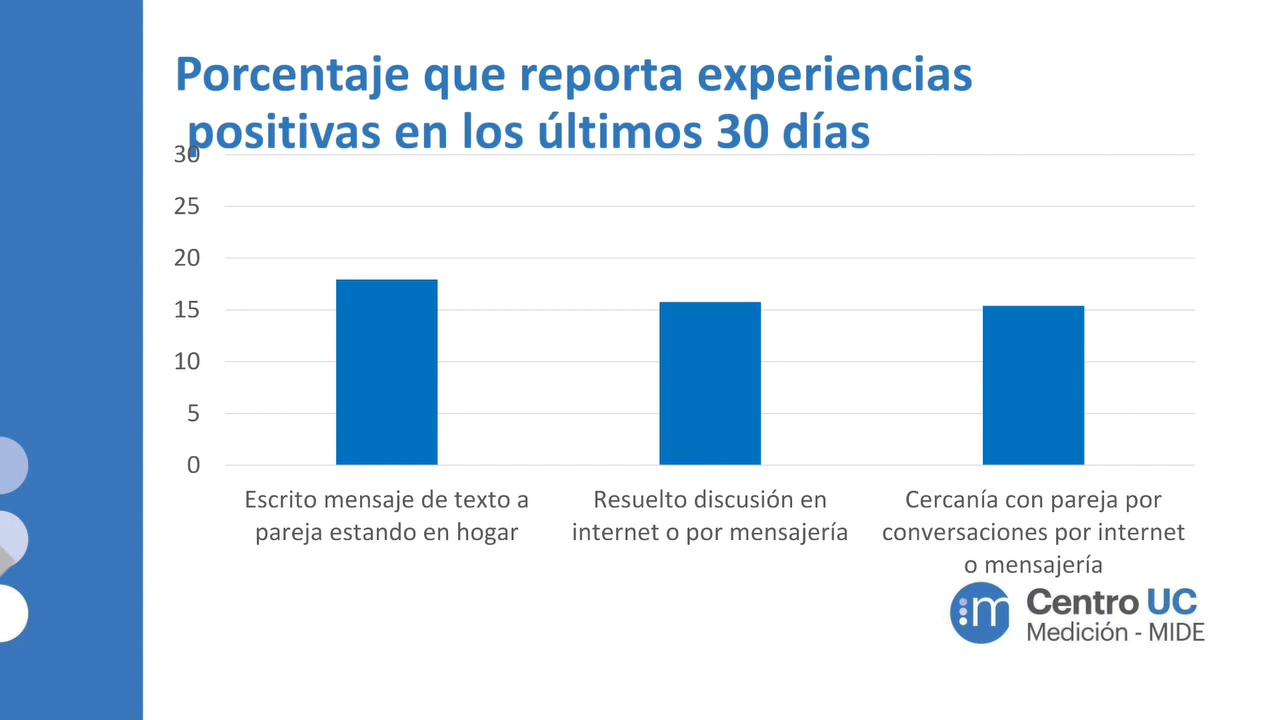 Porcentaje que reporta experiencias
positivas en los últimos 30 días
30
25
20
15
10
5
0
Escrito mensaje de texto a
pareja estando en hogar
Resuelto discusión en
internet o por mensajería
Cercanía con pareja por
conversaciones por internet
o mensajería
m
Centro UC
Medición - MIDE